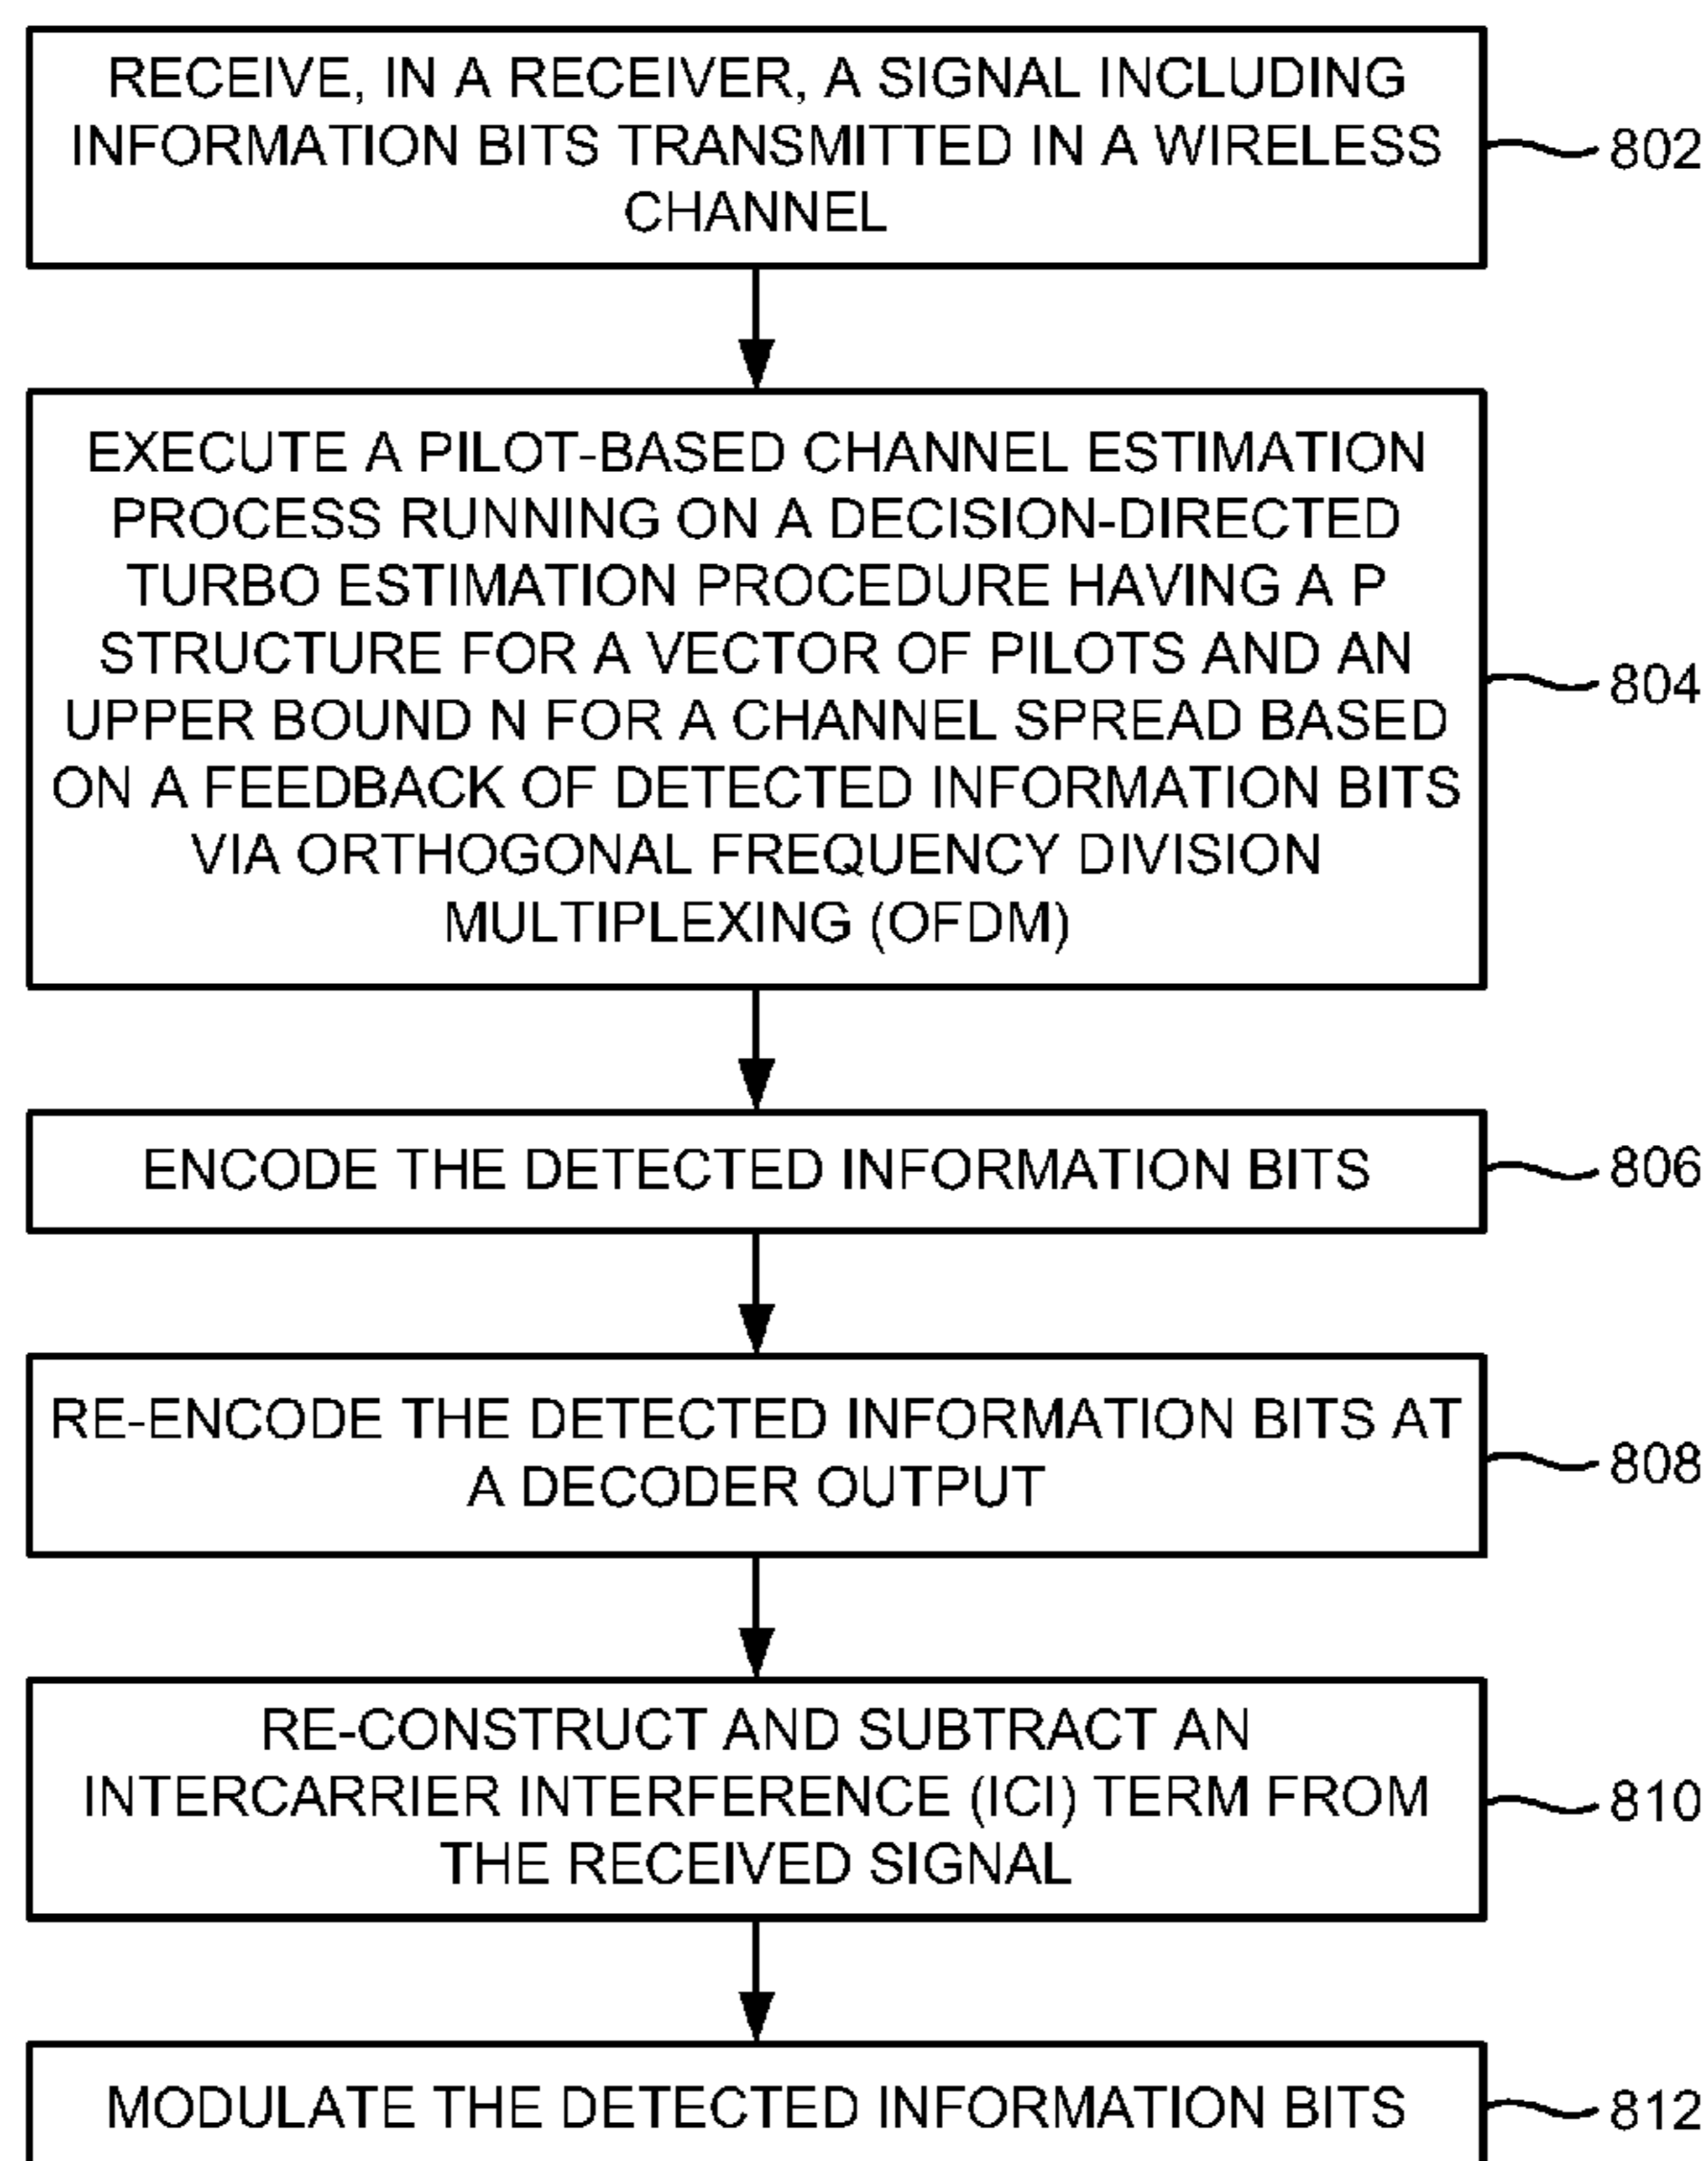 RECEIVE, IN A RECEIVER, A SIGNAL INCLUDING
INFORMATION BITS TRANSMITTED IN A WIRELESS
CHANNEL
802
EXECUTE A PILOT-BASED CHANNEL ESTIMATION
PROCESS RUNNING ON A DECISION-DIRECTED
TURBO ESTIMATION PROCEDURE HAVING A P
STRUCTURE FOR A VECTOR OF PILOTS AND AN
UPPER BOUND N FOR A CHANNEL SPREAD BASED
ON A FEEDBACK OF DETECTED INFORMATION BITS
VIA ORTHOGONAL FREQUENCY DIVISION
MULTIPLEXING (OFDM)
804
ENCODE THE DETECTED INFORMATION BITS
806
RE-ENCODE THE DETECTED INFORMATION BITS AT
A DECODER OUTPUT
808
RE-CONSTRUCT AND SUBTRACT AN
INTERCARRIER INTERFERENCE (ICI) TERM FROM
THE RECEIVED SIGNAL
810
MODULATE THE DETECTED INFORMATION BITS
812